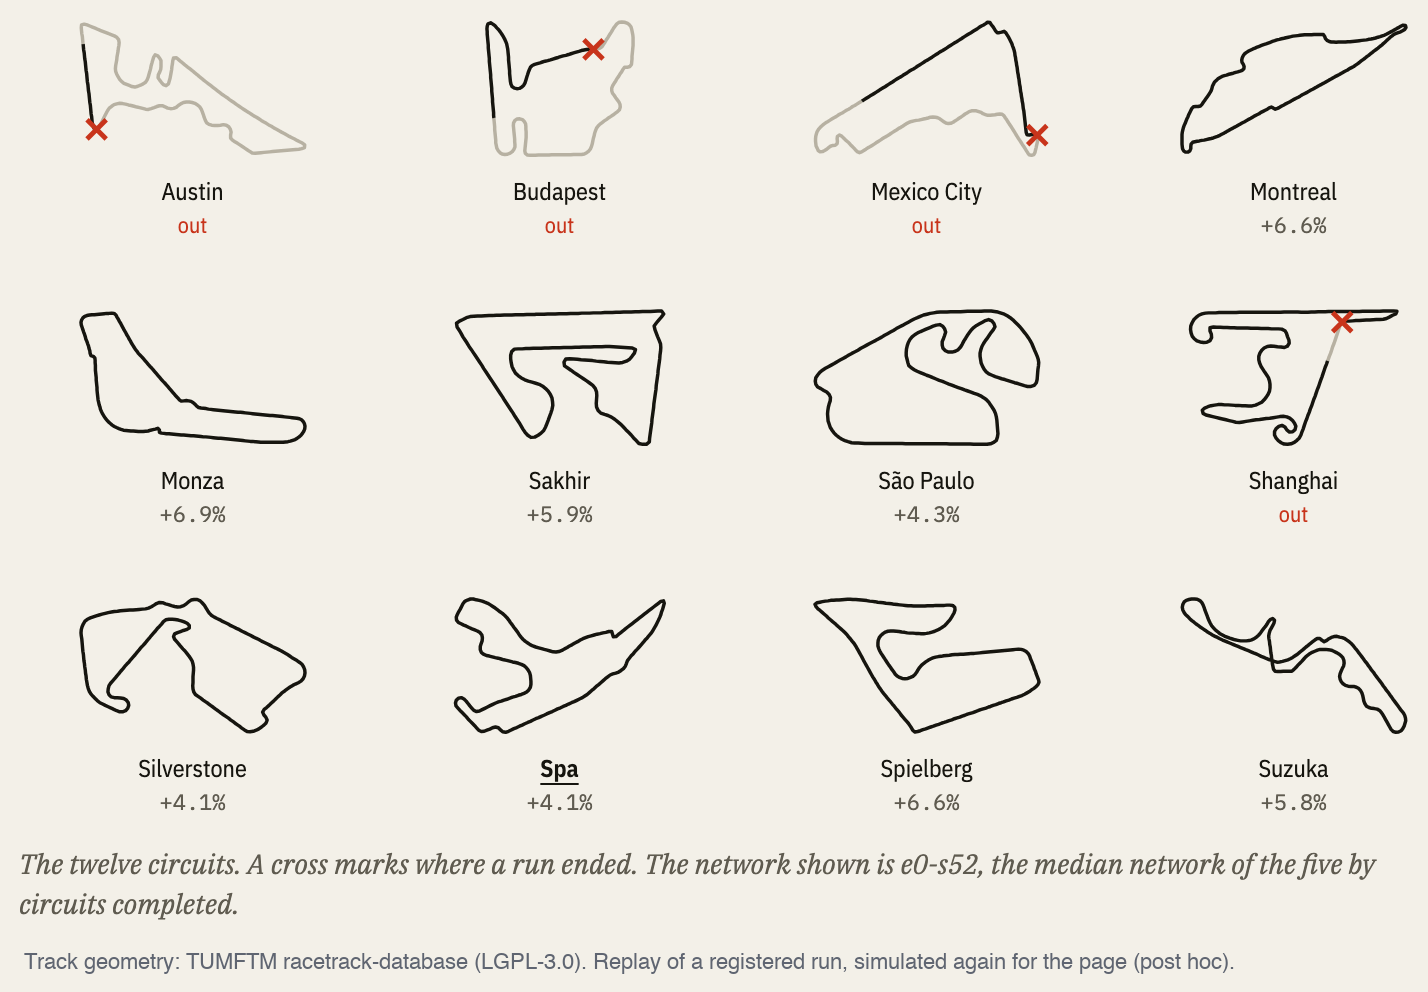 Austin
out
Budapest
out
Mexico City
out
Montreal
+6.6%
Monza
+6.9%
Sakhir
+5.9%
São Paulo
+4.3%
Shanghai
out
Silverstone
+4.1%
Spa
+4.1%
Spielberg
+6.6%
Suzuka
+5.8%
The twelve circuits. A cross marks where a run ended. The network shown is e0-s52, the median network of the five by
circuits completed.
Track geometry: TUMFTM racetrack-database (LGPL-3.0). Replay of a registered run, simulated again for the page (post hoc).